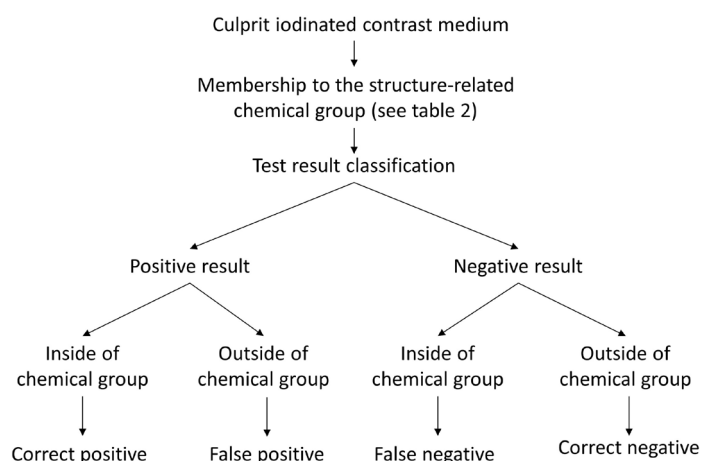 Culprit iodinated contrast medium
Membership to the structure-related
chemical group (see table 2)
Test result classification
Positive result
Negative result
Inside of
chemical group
Outside of
chemical group
Inside of
chemical group
Outside of
chemical group
Correct positive
False positive
False negative
Correct negative